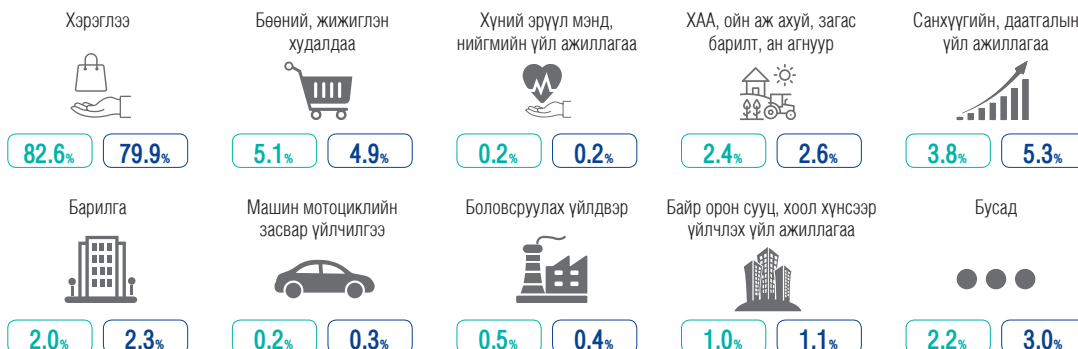 Хэрэглээ
Бөөний, жижиглэн
худалдаа
Хүний эрүүл мэнд,
нийгмийн үйл ажиллагаа
ХАА, ойн аж ахуй, загас
барилт, ан агнуур
Санхүүгийн, даатгалын
үйл ажиллагаа
82.6% 79.9%
5.1% 4.9%
0.2% 0.2%
2.4% 2.6%
3.8% 5.3%
Барилга
Машин мотоциклийн
засвар үйлчилгээ
Боловсруулах үйлдвэр
Байр орон сууц, хоол хүнсээр
үйлчлэх үйл ажиллагаа
Бусад
2.0% 2.3%
0.2% 0.3%
0.5% 0.4%
1.0% 1.1%
2.2% 3.0%